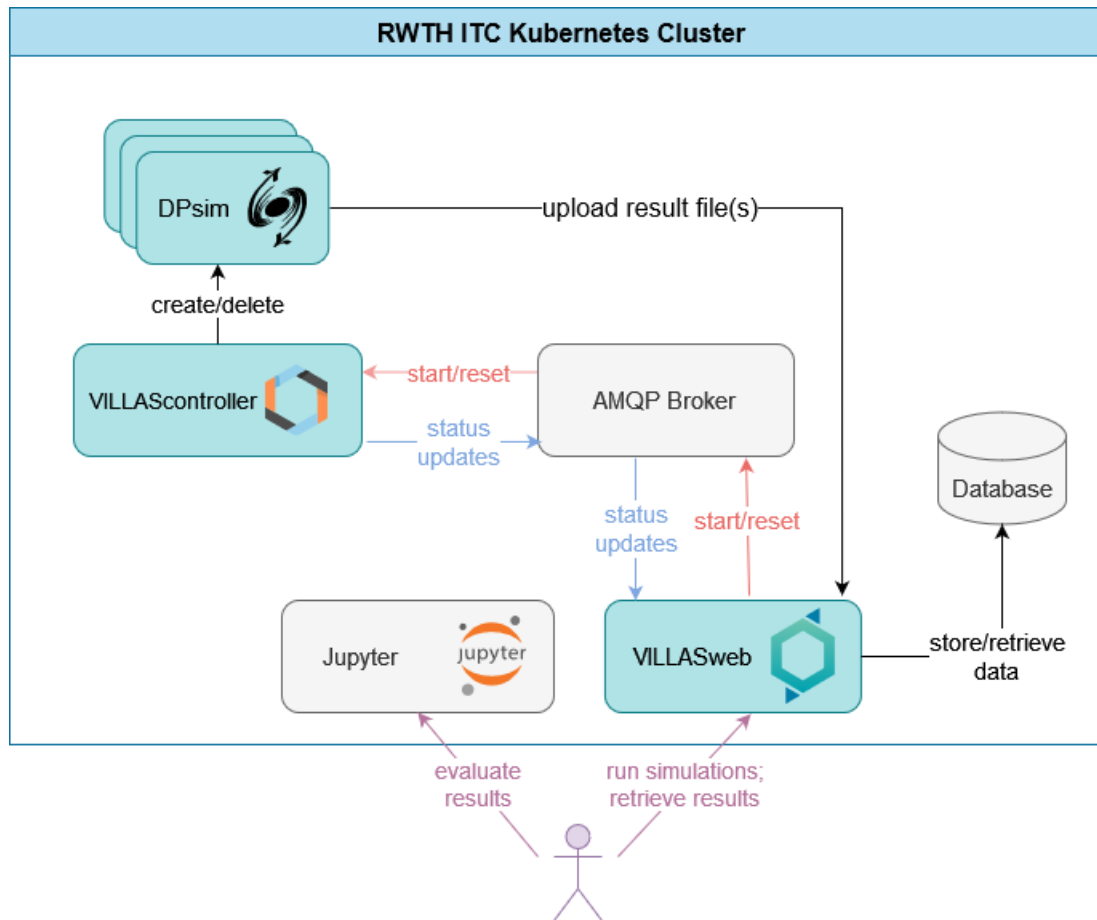 RWTH ITC Kubernetes Cluster
DPsim
upload result file(s)
create/delete
VILLAScontroller
start/reset
AMQP Broker
status
updates
status
updates
start/reset
Database
Jupyter
jupyter
VILLASweb
store/retrieve
data
evaluate
results
run simulations;
retrieve results